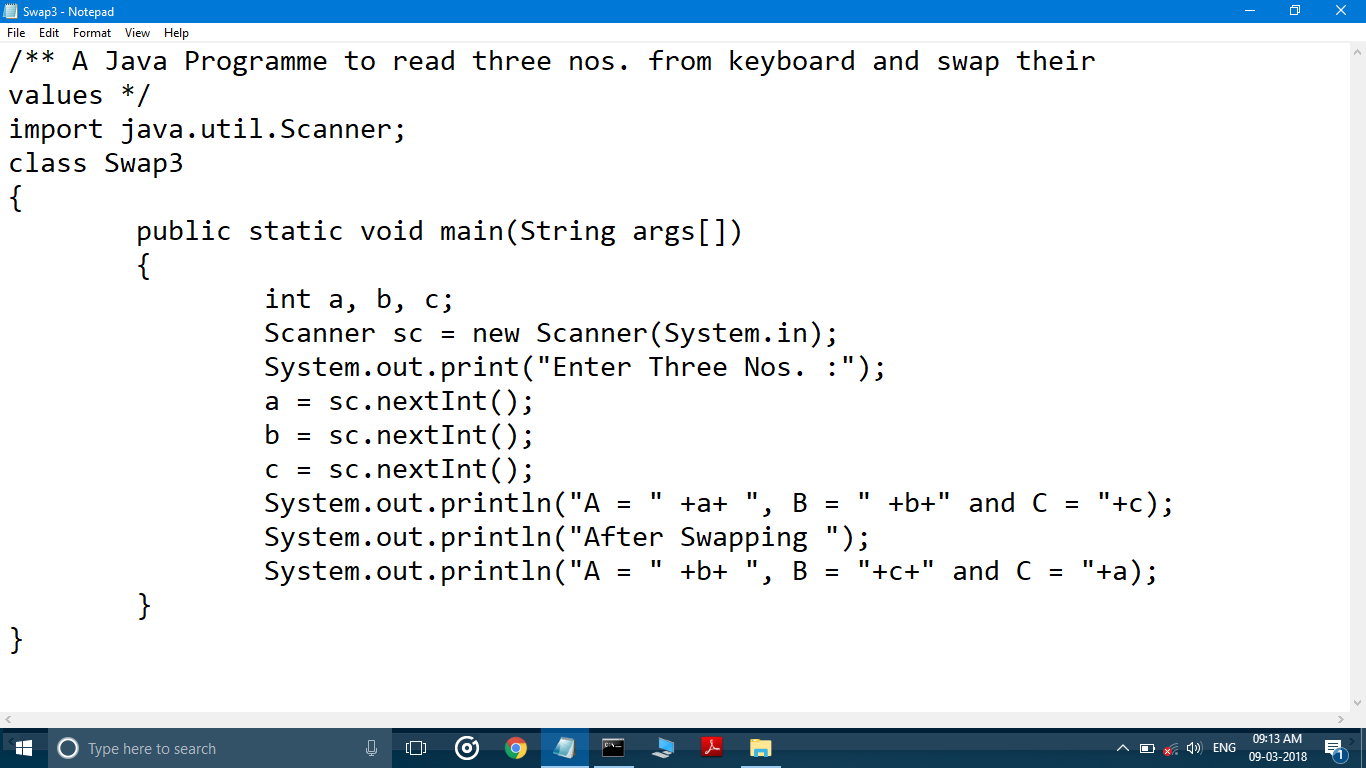 Swap3 - Notepad
File Edit Format View Help
/** A Java Programme to read three nos. from keyboard and swap their
values */
import java.util.Scanner;
class Swap3
{
        public static void main(String args[])
        {
                int a, b, c;
                Scanner sc = new Scanner(System.in);
                System.out.print("Enter Three Nos. :");
                a = sc.nextInt();
                b = sc.nextInt();
                c = sc.nextInt();
                System.out.println("A = " +a+ ", B = " +b+" and C = "+c);
                System.out.println("After Swapping ");
                System.out.println("A = " +b+ ", B = "+c+" and C = "+a);
        }
}
Type here to search
ENG
09:13 AM
09-03-2018
1